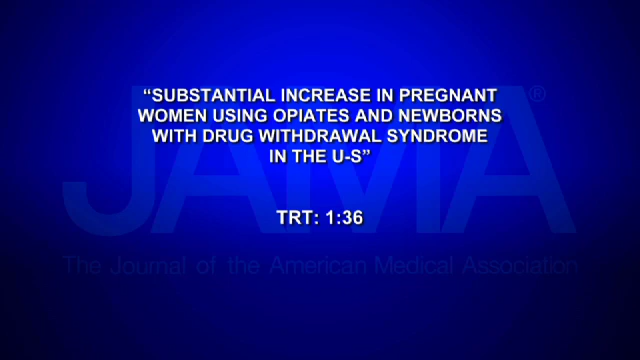 “SUBSTANTIAL INCREASE IN PREGNANT
WOMEN USING OPIATES AND NEWBORNS
WITH DRUG WITHDRAWAL SYNDROME
IN THE U-S”
TRT: 1:36
JAMA®
The Journal of the American Medical Association